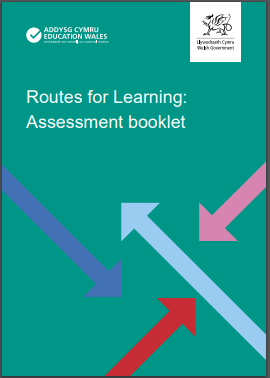 ADDYSG CYMRU
EDUCATION WALES
Llywodraeth Cymru
Welsh Government
Routes for Learning:
Assessment booklet